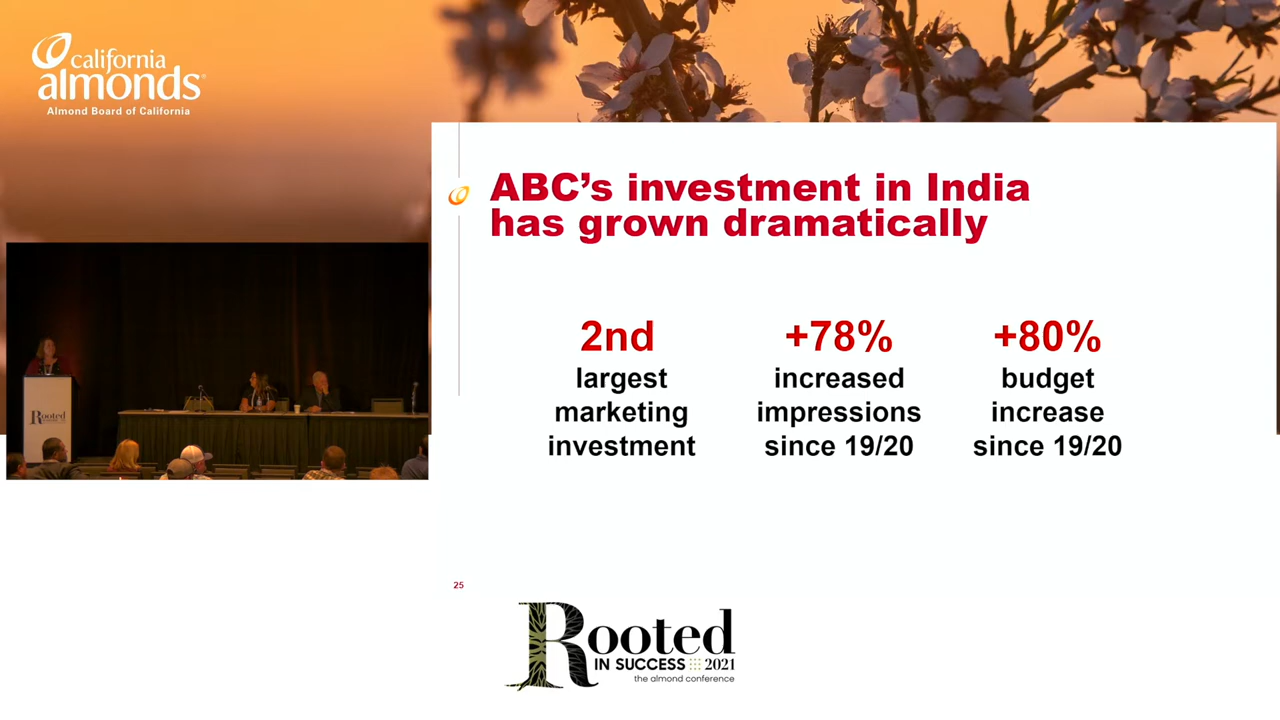 california
almonds®
Almond Board of California
ABC's investment in India
has grown dramatically
2nd
largest
marketing
investment
+78%
increased
impressions
since 19/20
+80%
budget
increase
since 19/20
25
Rooted
Rooted
IN SUCCESS 2021
the almond conference